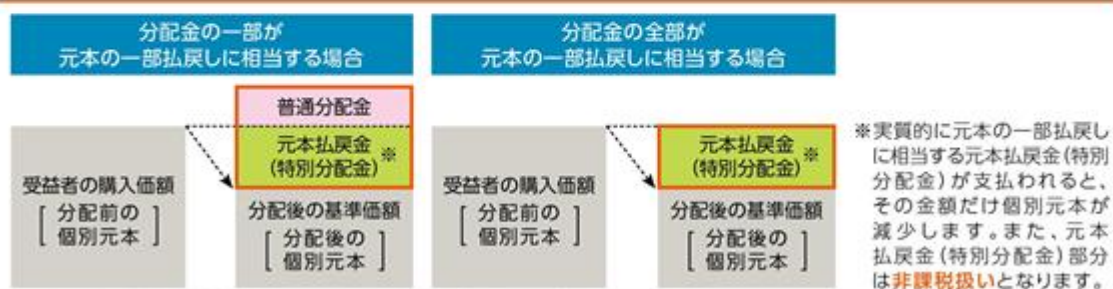 分配金の一部が
元本の一部払戻しに相当する場合
普通分配金
元本払戻金
(特別分配金)
※
受益者の購入価額
[ 分配前の
個別元本 ]
分配後の基準価額
[ 分配後の
個別元本 ]
分配金の全部が
元本の一部払戻しに相当する場合
元本払戻金
(特別分配金)
※
受益者の購入価額
[ 分配前の
個別元本 ]
分配後の基準価額
[ 分配後の
個別元本 ]
※実質的に元本の一部払戻し
に相当する元本払戻金(特別
分配金)が支払われると、
その金額だけ個別元本が
減少します。また、元本
払戻金(特別分配金)部分
は非課税扱いとなります。